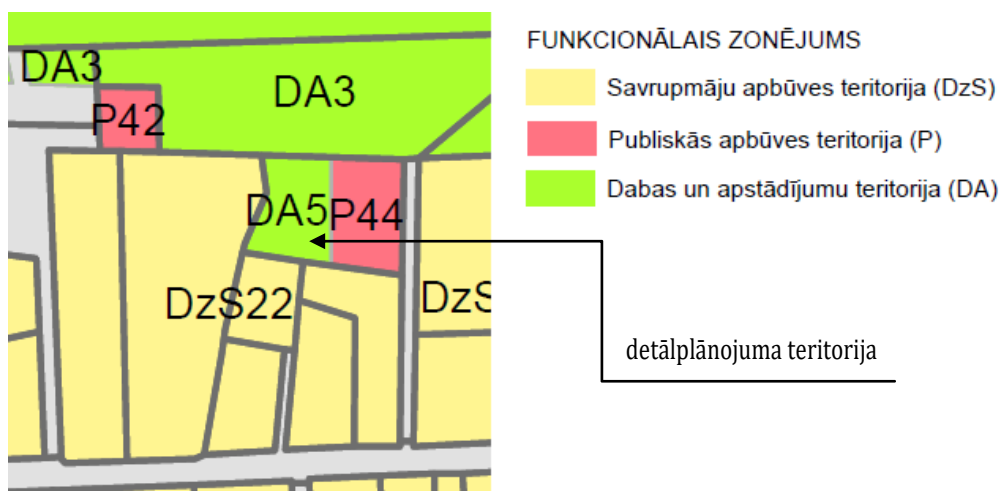 DA3
DA3
P42
DA5
P44
DzS22
DzS
FUNKCIONĀLAIS ZONĒJUMS
Savrupmāju apbūves teritorija (DzS)
Publiskās apbūves teritorija (P)
Dabas un apstādījumu teritorija (DA)
detālplānojuma teritorija